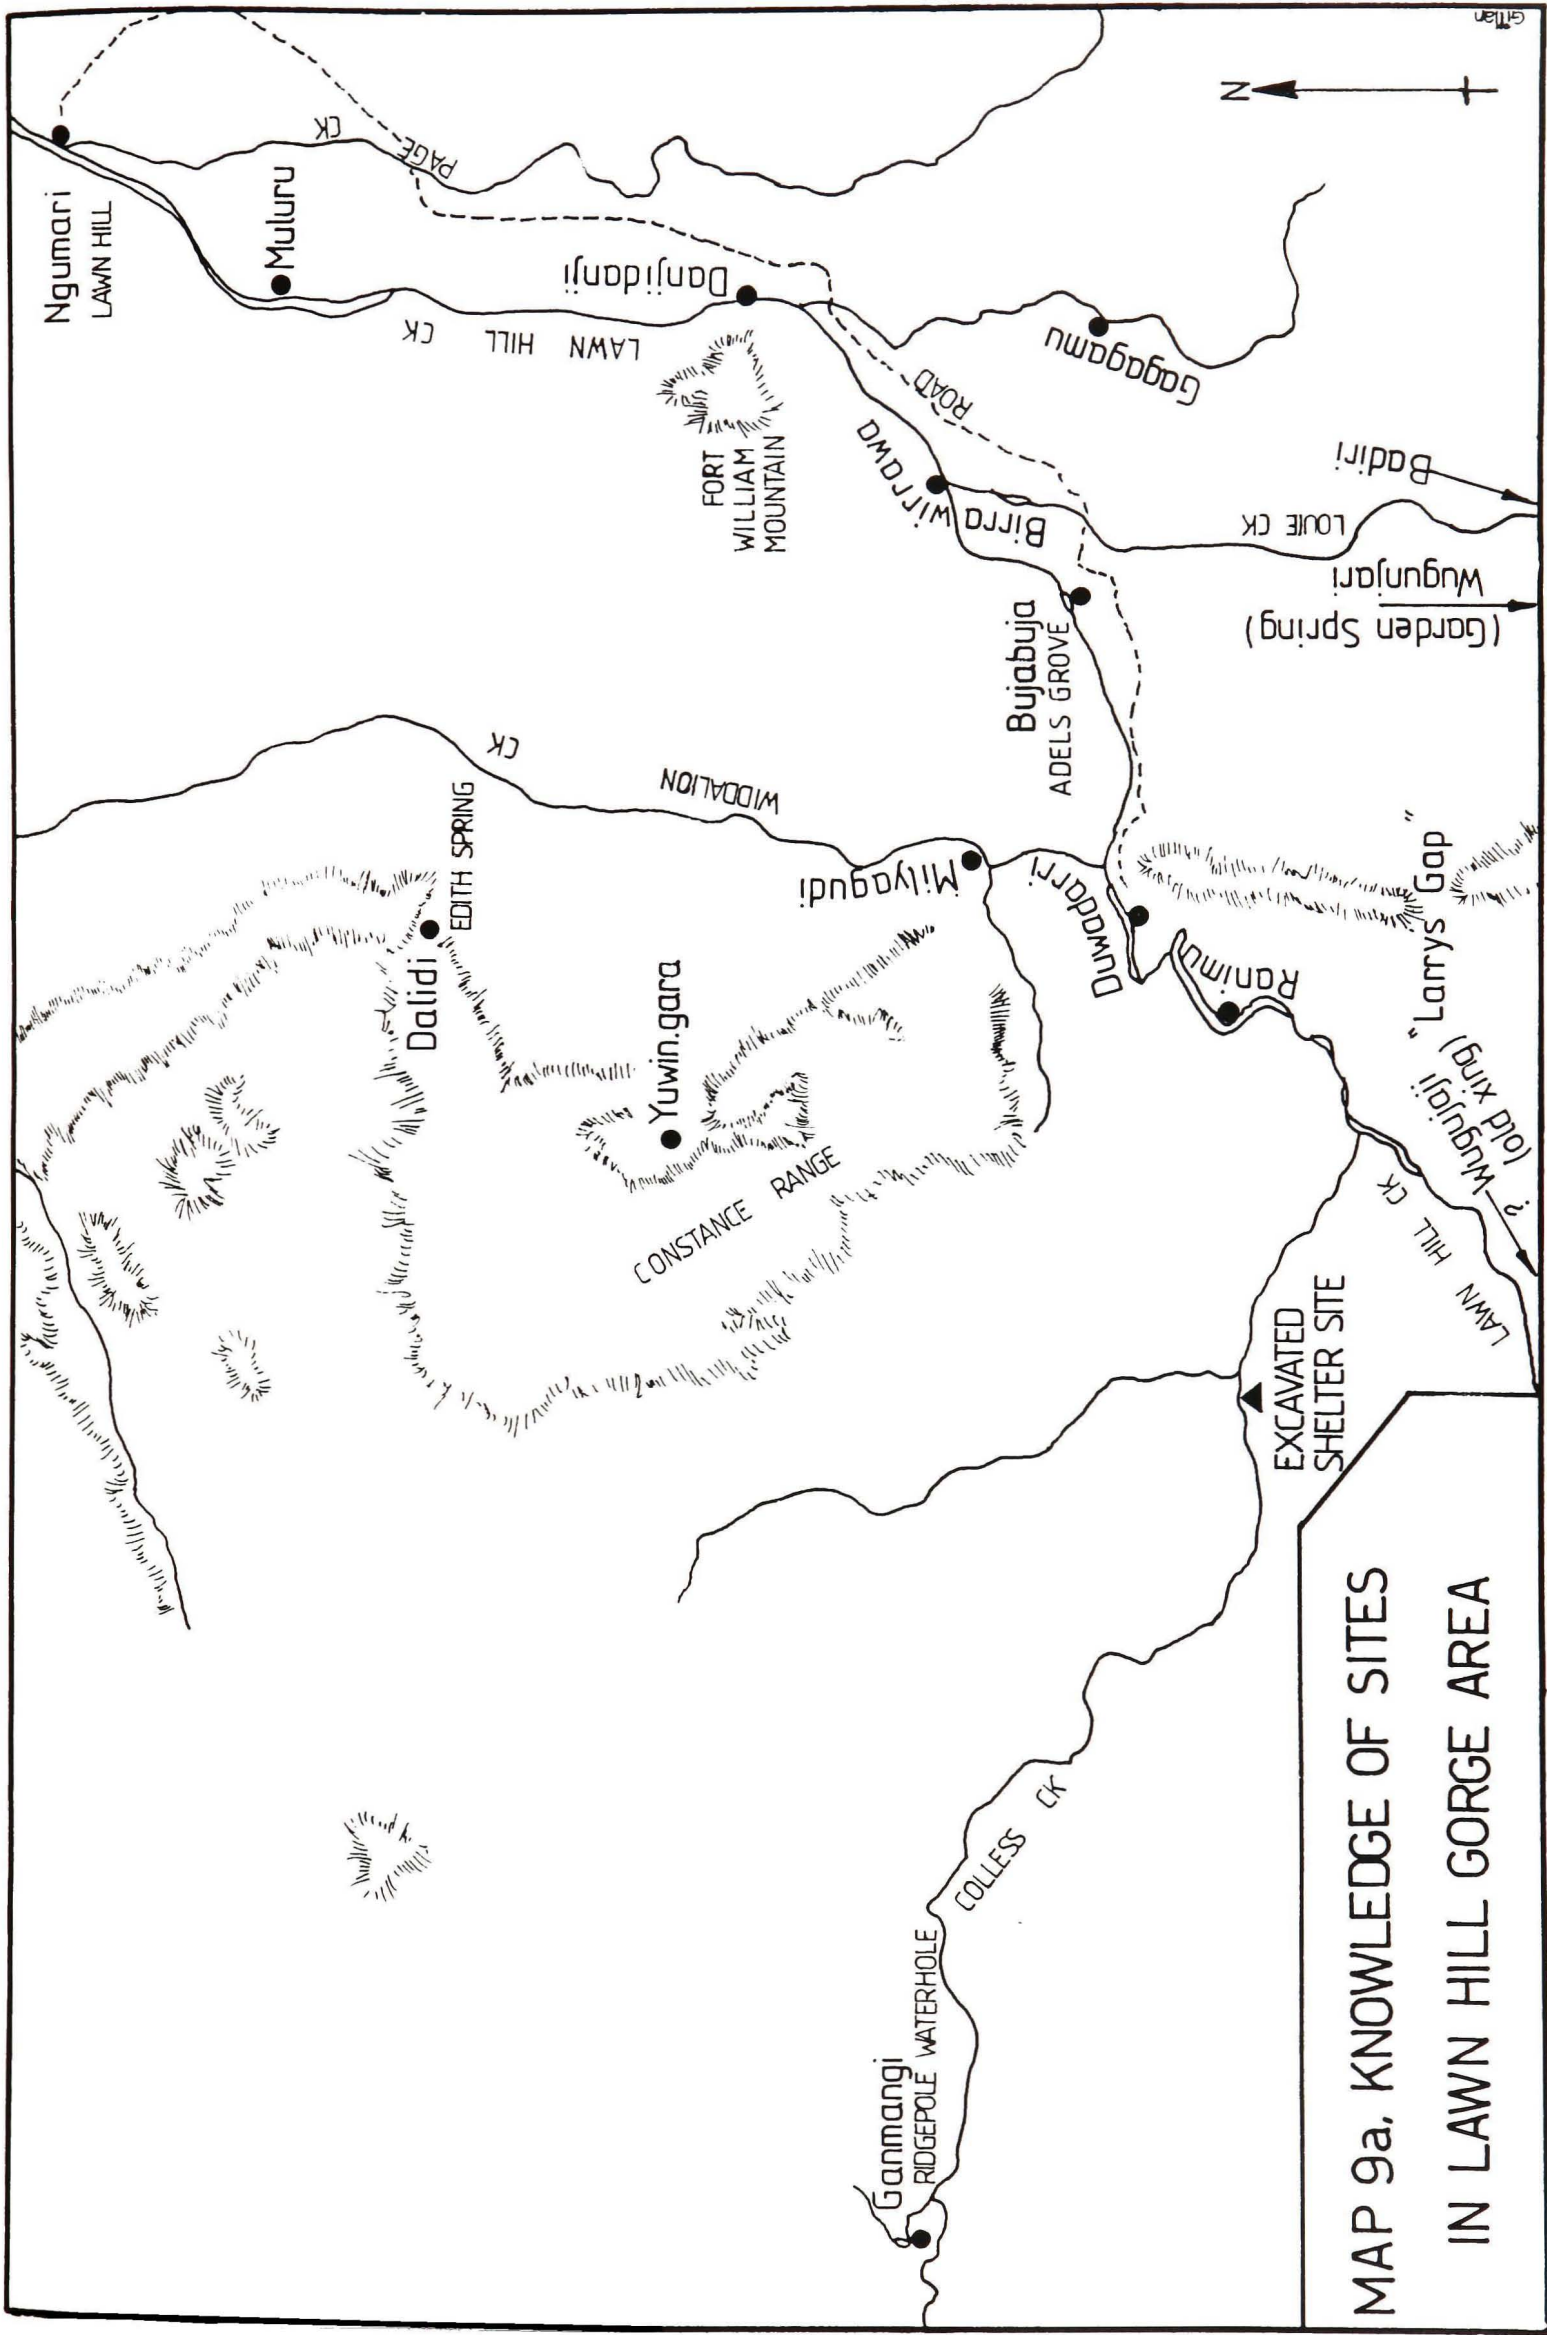 Gillian
N
Ngumari
LAWN HILL
PAGE CK
Muluru
LAWN HILL CK
Danjidanji
FORT
WILLIAM
MOUNTAIN
Gagagamu
ROAD
Birra wirrawa
Badiri
LOUIE CK
Wugunjari
(Garden Spring)
Bujabuja
ADELS GROVE
WIDDALION CK
EDITH SPRING
Dalidi
Milyagudi
Duwadarri
Ranimu
"Larrys Gap"
Yuwin.gara
CONSTANCE RANGE
? Wugujaji
(old xing)
LAWN HILL CK
EXCAVATED
SHELTER SITE
COLLESS CK
Ganmangi
RIDGEPOLE WATERHOLE
MAP 9a, KNOWLEDGE OF SITES
IN LAWN HILL GORGE AREA